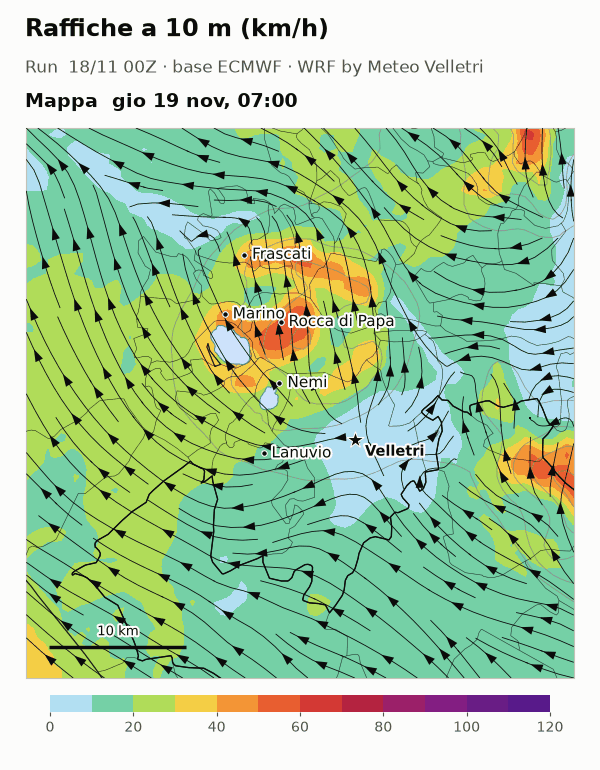 Raffiche a 10 m (km/h)
Run  18/11 00Z · base ECMWF · WRF by Meteo Velletri
Mappa  gio 19 nov, 07:00
Frascati
Marino
Rocca di Papa
Nemi
Velletri
Lanuvio
10 km
0 20 40 60 80 100 120